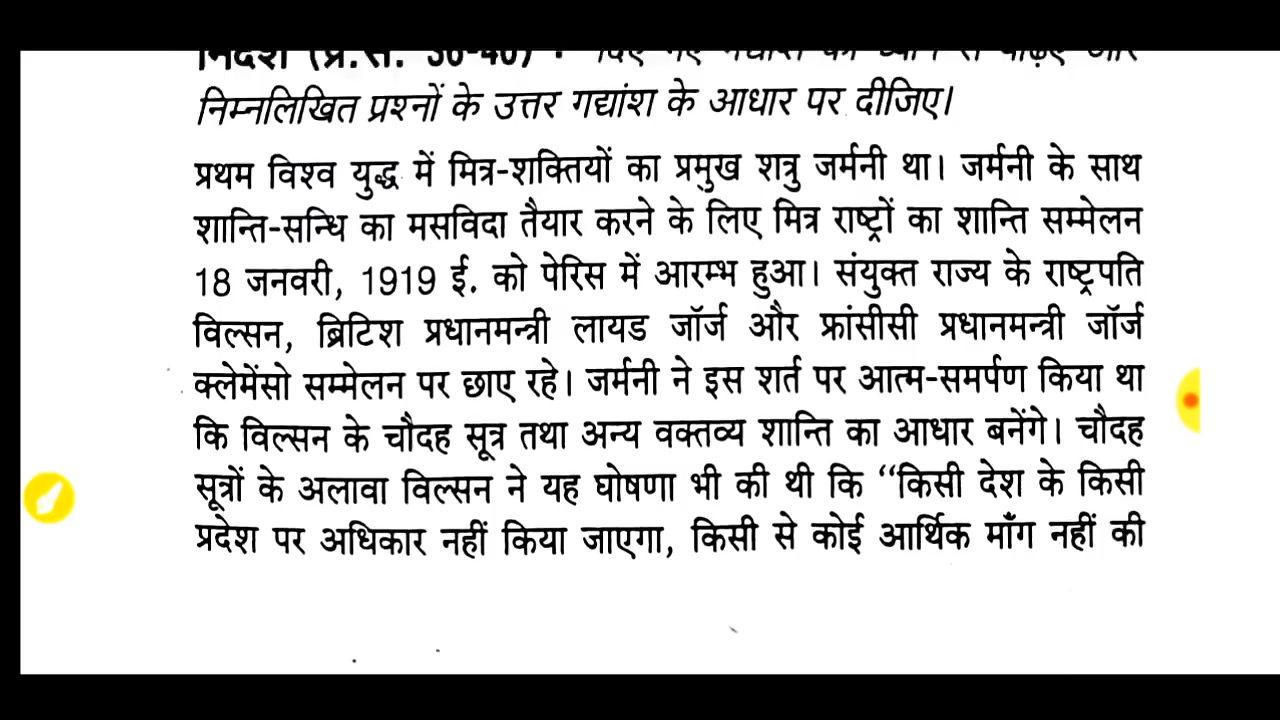 निम्नलिखित प्रश्नों के उत्तर गद्यांश के आधार पर दीजिए।
प्रथम विश्व युद्ध में मित्र-शक्तियों का प्रमुख शत्रु जर्मनी था। जर्मनी के साथ
शान्ति-सन्धि का मसविदा तैयार करने के लिए मित्र राष्ट्रों का शान्ति सम्मेलन
18 जनवरी, 1919 ई. को पेरिस में आरम्भ हुआ। संयुक्त राज्य के राष्ट्रपति
विल्सन, ब्रिटिश प्रधानमन्त्री लायड जॉर्ज और फ्रांसीसी प्रधानमन्त्री जॉर्ज
क्लेमेंसो सम्मेलन पर छाए रहे। जर्मनी ने इस शर्त पर आत्म-समर्पण किया था
कि विल्सन के चौदह सूत्र तथा अन्य वक्तव्य शान्ति का आधार बनेंगे। चौदह
सूत्रों के अलावा विल्सन ने यह घोषणा भी की थी कि ‘‘किसी देश के किसी
प्रदेश पर अधिकार नहीं किया जाएगा, किसी से कोई आर्थिक माँग नहीं की